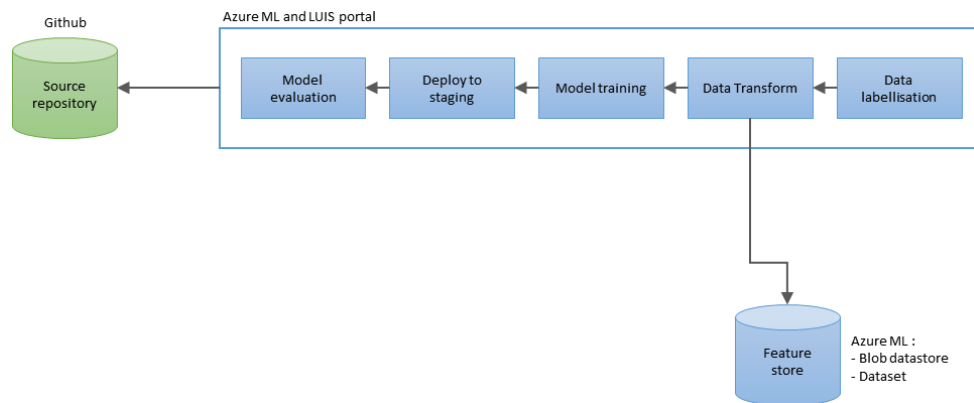 Github
Azure ML and LUIS portal
Source
repository
Model
evaluation
Deploy to
staging
Model training
Data Transform
Data
labellisation
Feature
store
Azure ML :
- Blob datastore
- Dataset